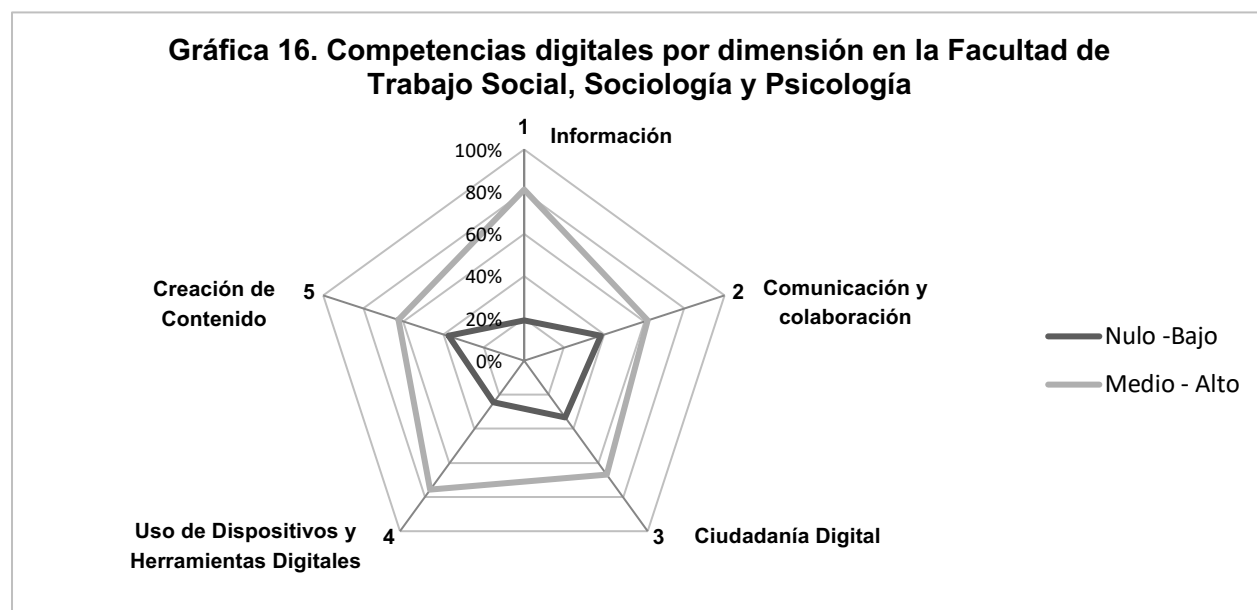 Gráfica 16. Competencias digitales por dimensión en la Facultad de
Trabajo Social, Sociología y Psicología
1
Información
100%
80%
60%
40%
20%
0%
Creación de
Contenido
5
2
Comunicación y
colaboración
Nulo -Bajo
Medio - Alto
Uso de Dispositivos y
Herramientas Digitales
4
3
Ciudadanía Digital